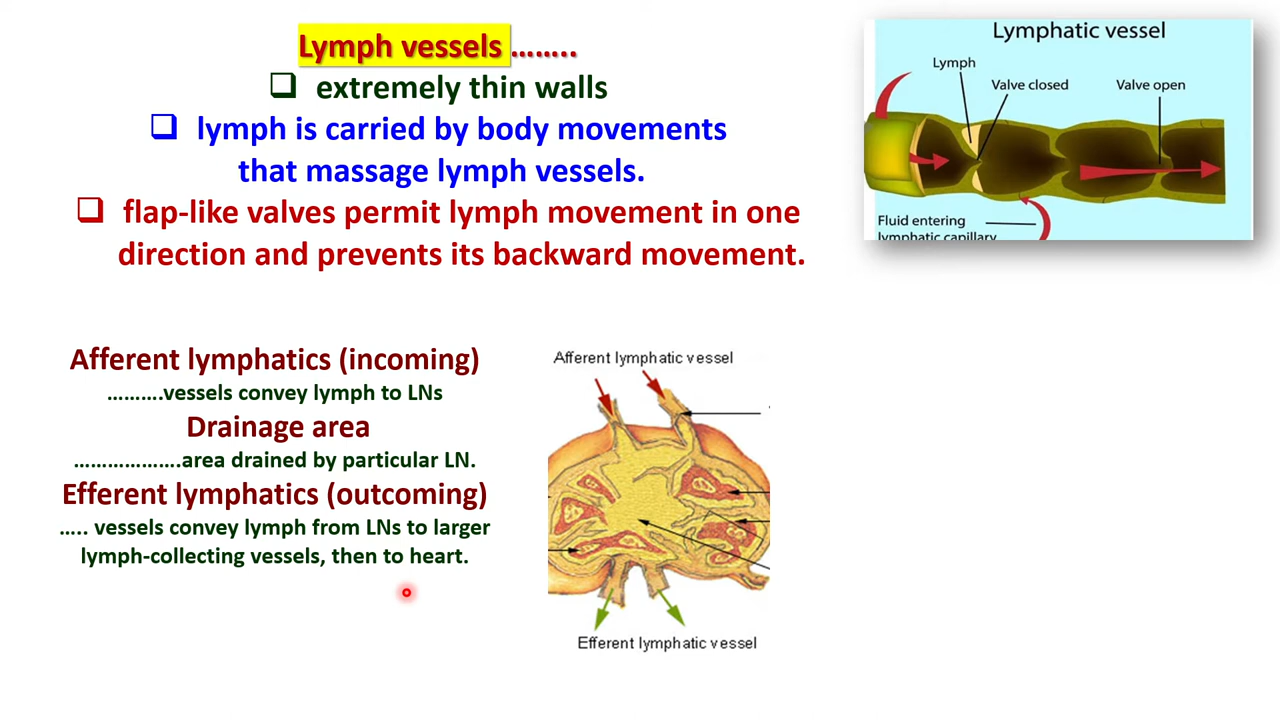 Lymph vessels ……..
❑ extremely thin walls
❑ lymph is carried by body movements
that massage lymph vessels.
❑ flap-like valves permit lymph movement in one
direction and prevents its backward movement.
Lymphatic vessel
Lymph
Valve closed
Valve open
Fluid entering
lymphatic capillary
Afferent lymphatics (incoming)
……….vessels convey lymph to LNs
Drainage area
……………….area drained by particular LN.
Efferent lymphatics (outcoming)
….. vessels convey lymph from LNs to larger
lymph-collecting vessels, then to heart.
Afferent lymphatic vessel
Efferent lymphatic vessel